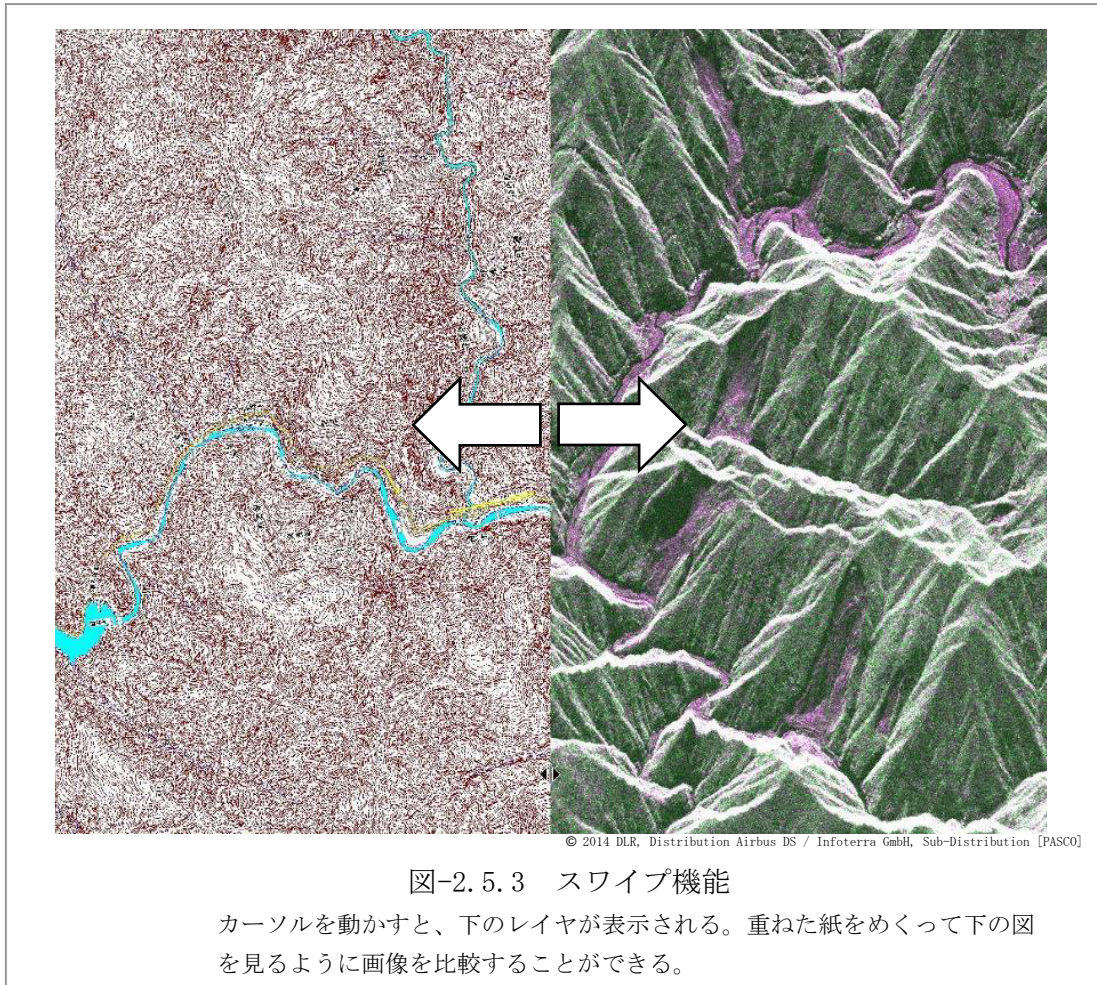 © 2014 DLR, Distribution Airbus DS / Infoterra GmbH, Sub-Distribution [PASCO]
図-2.5.3 スワイプ機能
カーソルを動かすと、下のレイヤが表示される。重ねた紙をめくって下の図
を見るように画像を比較することができる。